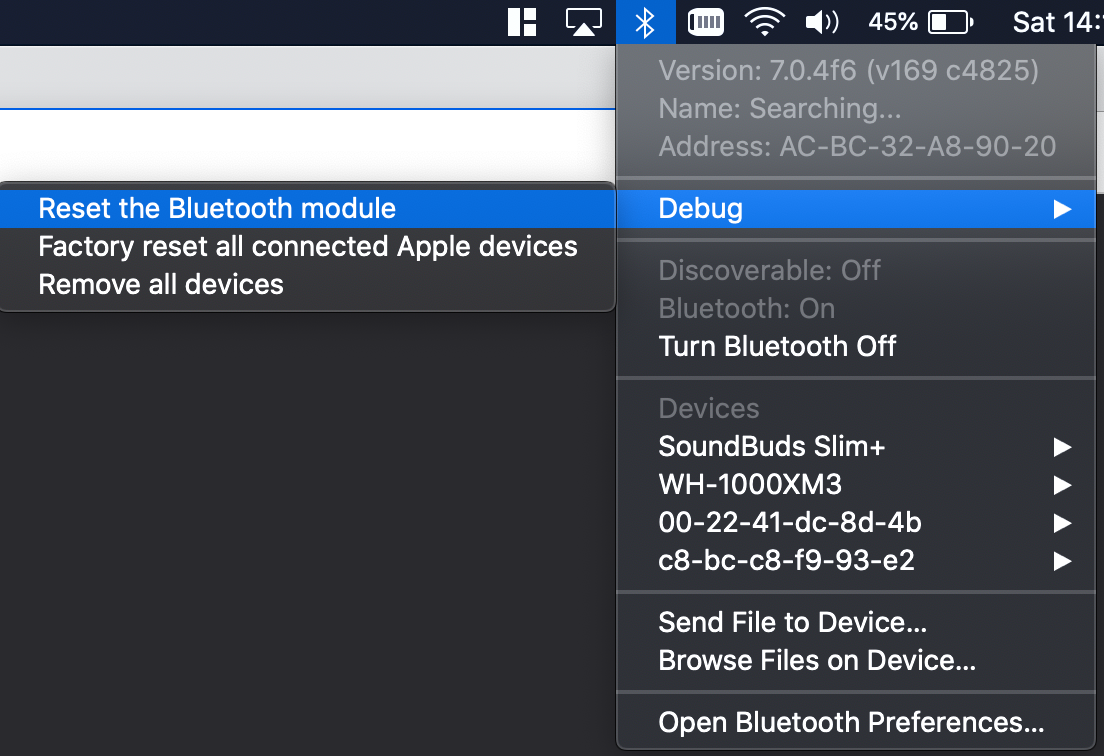 45%
Sat 14:
Version: 7.0.4f6 (v169 c4825)
Name: Searching...
Address: AC-BC-32-A8-90-20
Reset the Bluetooth module
Factory reset all connected Apple devices
Remove all devices
Debug
Discoverable: Off
Bluetooth: On
Turn Bluetooth Off
Devices
SoundBuds Slim+
WH-1000XM3
00-22-41-dc-8d-4b
c8-bc-c8-f9-93-e2
Send File to Device...
Browse Files on Device...
Open Bluetooth Preferences...